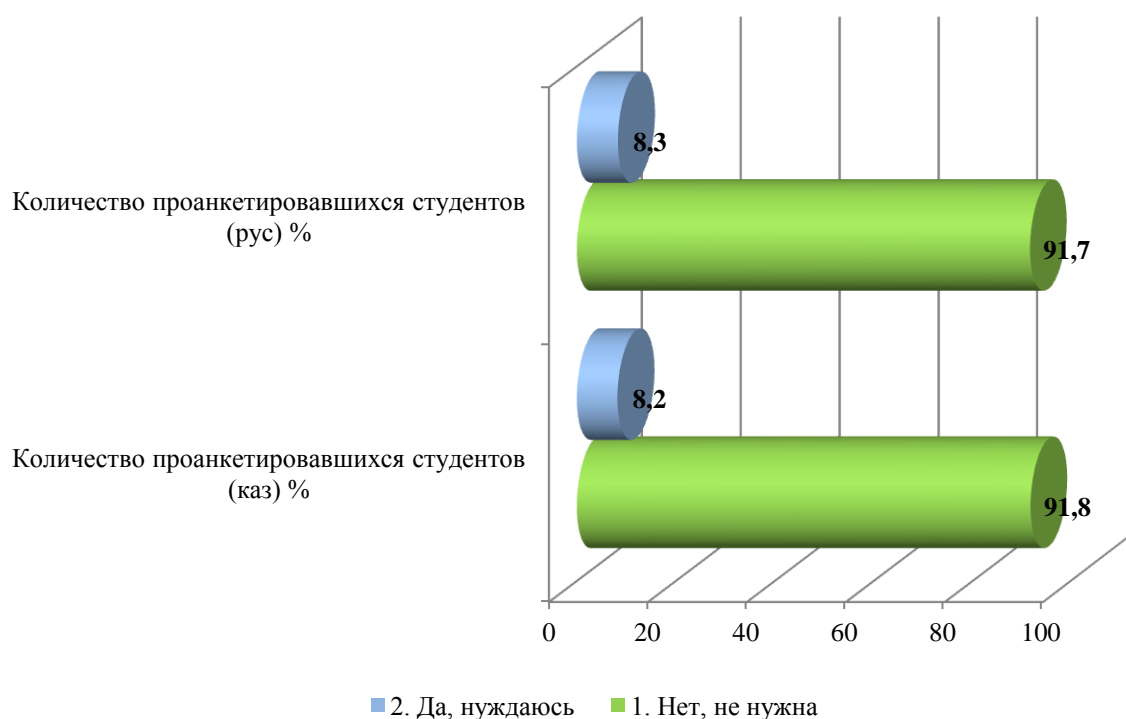 8,3
Количество проанкетировавшихся студентов
(рус) %
91,7
8,2
Количество проанкетировавшихся студентов
(каз) %
91,8
0 20 40 60 80 100
2. Да, нуждаюсь 1. Нет, не нужна